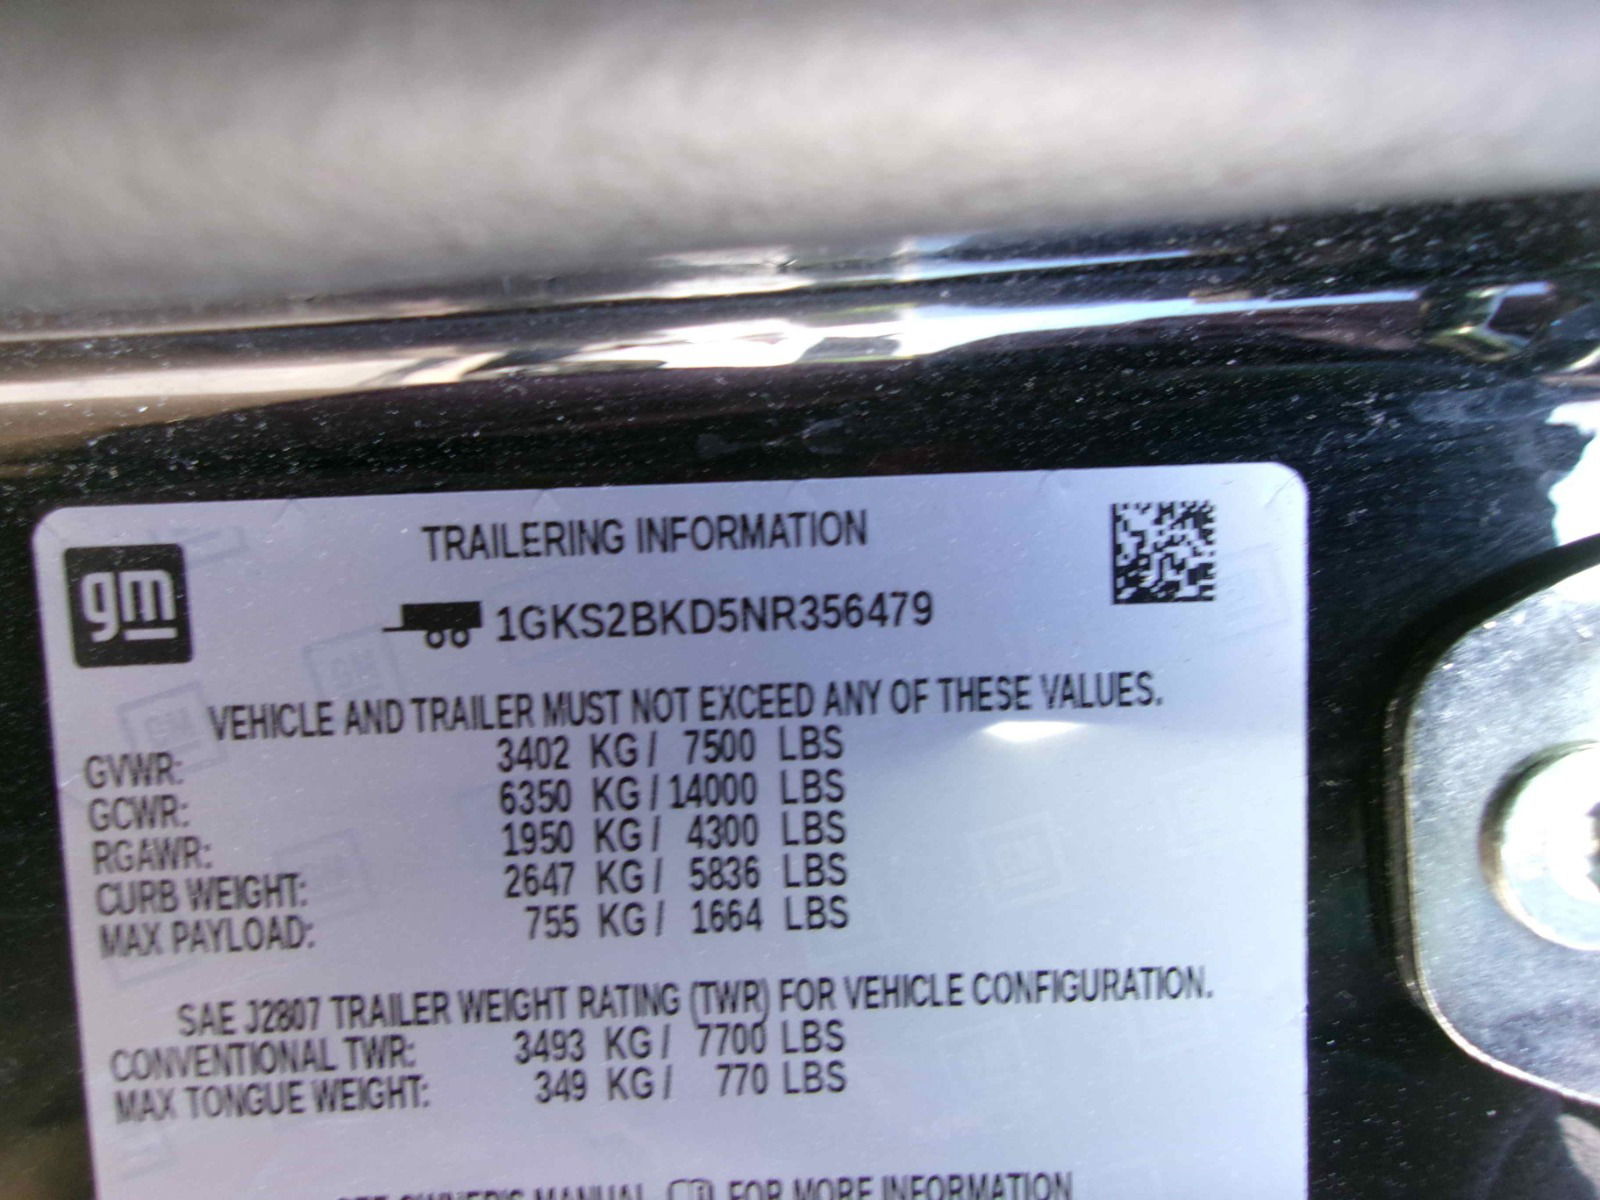 gm
TRAILERING INFORMATION
1GKS2BKD5NR356479
VEHICLE AND TRAILER MUST NOT EXCEED ANY OF THESE VALUES.
GVWR: 3402 KG / 7500 LBS
GCWR: 6350 KG / 14000 LBS
RGAWR: 1950 KG / 4300 LBS
CURB WEIGHT: 2647 KG / 5836 LBS
MAX PAYLOAD: 755 KG / 1664 LBS
SAE J2807 TRAILER WEIGHT RATING (TWR) FOR VEHICLE CONFIGURATION.
CONVENTIONAL TWR: 3493 KG / 7700 LBS
MAX TONGUE WEIGHT: 349 KG / 770 LBS
SEE OWNER'S MANUAL FOR MORE INFORMATION